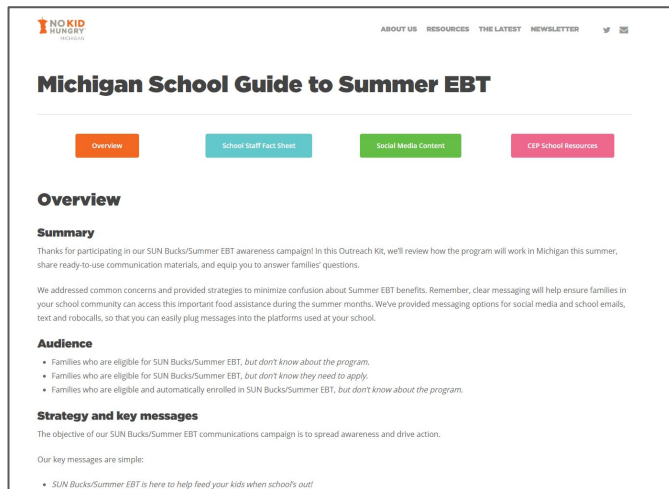 NO KID
HUNGRY
MICHIGAN
ABOUT US RESOURCES THE LATEST NEWSLETTER
Michigan School Guide to Summer EBT
Overview School Staff Fact Sheet Social Media Content CEP School Resources
Overview
Summary
Thanks for participating in our SUN Bucks/Summer EBT awareness campaign! In this Outreach Kit, we'll review how the program will work in Michigan this summer,
share ready-to-use communication materials, and equip you to answer families' questions.
We addressed common concerns and provided strategies to minimize confusion about Summer EBT benefits. Remember, clear messaging will help ensure families in
your school community can access this important food assistance during the summer months. We've provided messaging options for social media and school emails,
text and robocalls, so that you can easily plug messages into the platforms used at your school.
Audience
• Families who are eligible for SUN Bucks/Summer EBT, but don't know about the program.
• Families who are eligible for SUN Bucks/Summer EBT, but don't know they need to apply.
• Families who are eligible and automatically enrolled in SUN Bucks/Summer EBT, but don't know about the program.
Strategy and key messages
The objective of our SUN Bucks/Summer EBT communications campaign is to spread awareness and drive action.
Our key messages are simple:
• SUN Bucks/Summer EBT is here to help feed your kids when school's out!